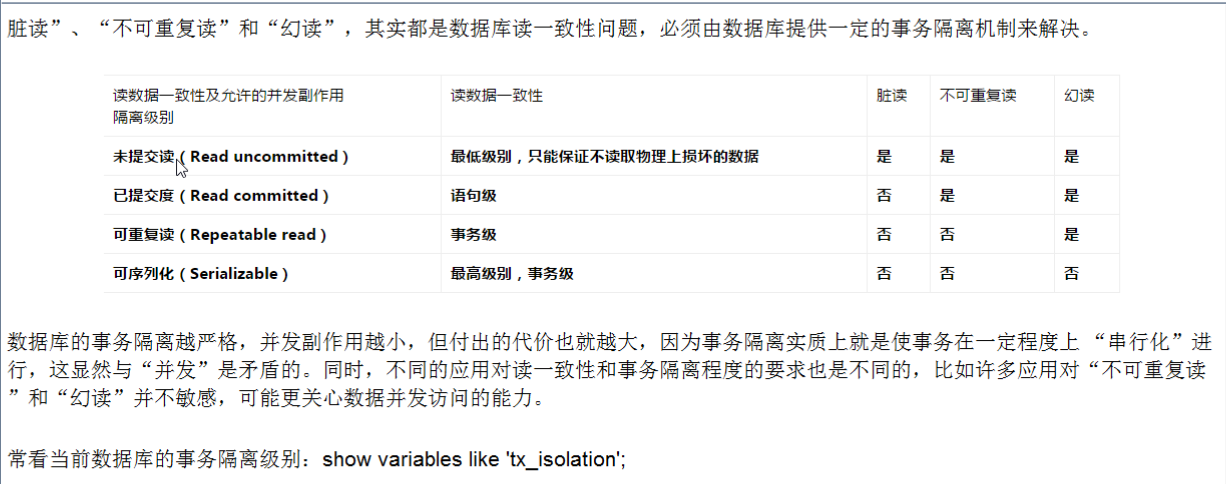 脏读”、“不可重复读”和“幻读”，其实都是数据库读一致性问题，必须由数据库提供一定的事务隔离机制来解决。
读数据一致性及允许的并发副作用
隔离级别
读数据一致性
脏读
不可重复读
幻读
未提交读（Read uncommitted）
最低级别，只能保证不读取物理上损坏的数据
是
是
是
已提交度（Read committed）
语句级
否
是
是
可重复读（Repeatable read）
事务级
否
否
是
可序列化（Serializable）
最高级别，事务级
否
否
否
数据库的事务隔离越严格，并发副作用越小，但付出的代价也就越大，因为事务隔离实质上就是使事务在一定程度上 “串行化”进
行，这显然与“并发”是矛盾的。同时，不同的应用对读一致性和事务隔离程度的要求也是不同的，比如许多应用对“不可重复读
”和“幻读”并不敏感，可能更关心数据并发访问的能力。
常看当前数据库的事务隔离级别：show variables like 'tx_isolation';